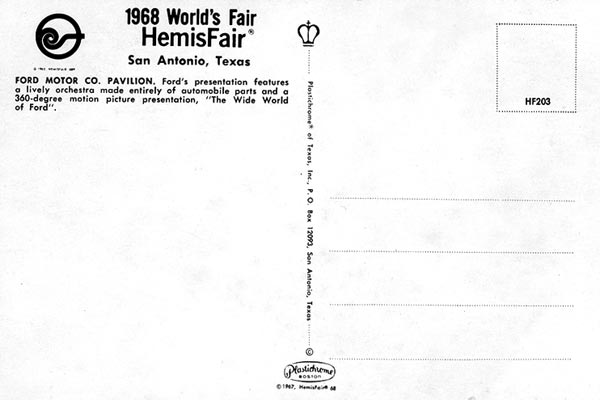 1968 World's Fair
HemisFair®
San Antonio, Texas
FORD MOTOR CO. PAVILION. Ford's presentation features
a lively orchestra made entirely of automobile parts and a
360-degree motion picture presentation, "The Wide World
of Ford".
Plastichrome® of Texas, Inc., P. O. Box 12093, San Antonio, Texas
©
Plastichrome
BOSTON
©1967, HemisFair® 68
HF203